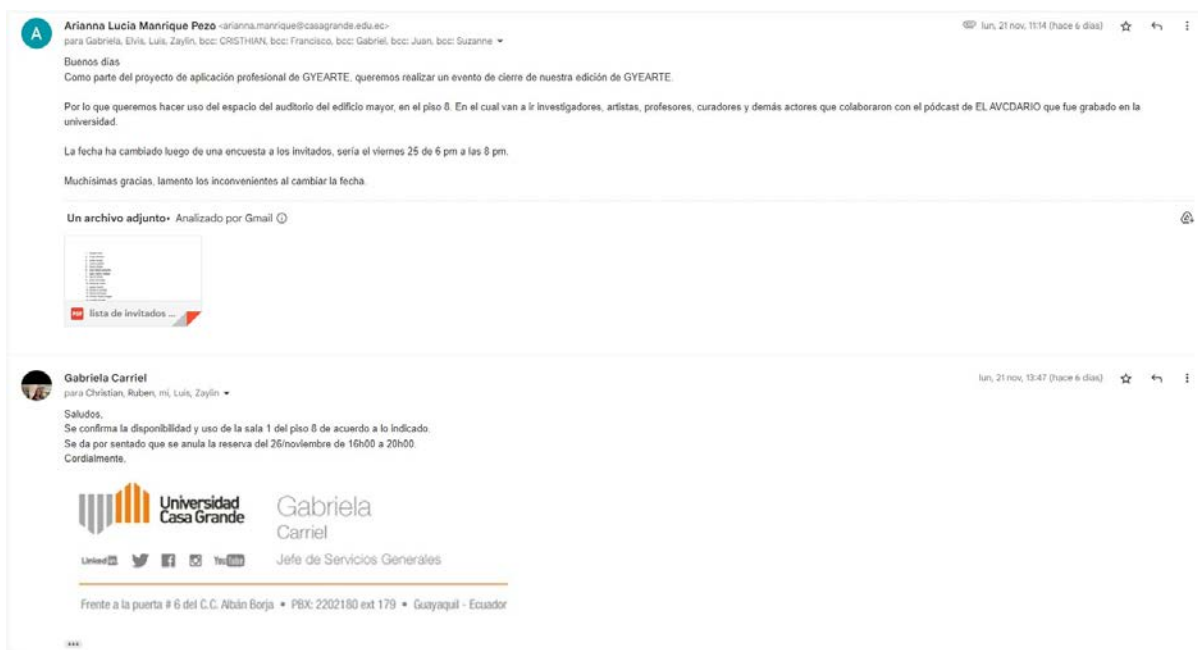 A
Arianna Lucia Manrique Pezo <arianna.manrique@casagrande.edu.ec>
lun, 21 nov, 11:14 (hace 6 días)
para Gabriela, Elvis, Luis, Zaylin, bcc: CRISTHIAN, bcc: Francisco, bcc: Gabriel, bcc: Juan, bcc: Suzanne
Buenos días
Como parte del proyecto de aplicación profesional de GYEARTE, queremos realizar un evento de cierre de nuestra edición de GYEARTE.
Por lo que queremos hacer uso del espacio del auditorio del edificio mayor, en el piso 8. En el cual van a ir investigadores, artistas, profesores, curadores y demás actores que colaboraron con el pódcast de EL AVCDARIO que fue grabado en la
universidad.
La fecha ha cambiado luego de una encuesta a los invitados, sería el viernes 25 de 6 pm a las 8 pm.
Muchísimas gracias, lamento los inconvenientes al cambiar la fecha.
Un archivo adjunto • Analizado por Gmail
PDF lista de invitados ...
Gabriela Carriel
lun, 21 nov, 13:47 (hace 6 días)
para Christian, Ruben, mi, Luis, Zaylin
Saludos,
Se confirma la disponibilidad y uso de la sala 1 del piso 8 de acuerdo a lo indicado.
Se da por sentado que se anula la reserva del 26/noviembre de 16h00 a 20h00.
Cordialmente,
Universidad
Casa Grande
Gabriela
Carriel
Linked in
YouTube
Jefe de Servicios Generales
Frente a la puerta # 6 del C.C. Albán Borja • PBX: 2202180 ext 179 • Guayaquil - Ecuador